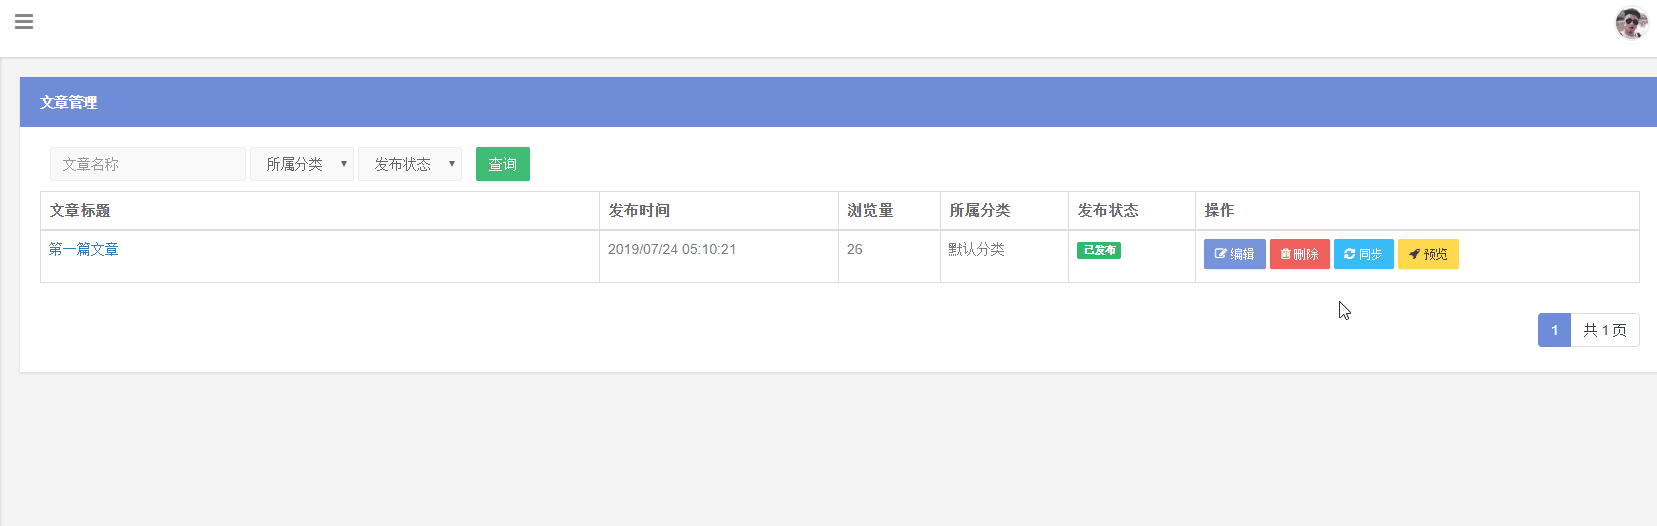 文章管理
文章名称 所属分类 发布状态 查询
文章标题 发布时间 浏览量 所属分类 发布状态 操作
第一篇文章 2019/07/24 05:10:21 26 默认分类 已发布 编辑 删除 同步 预览
1 共 1 页